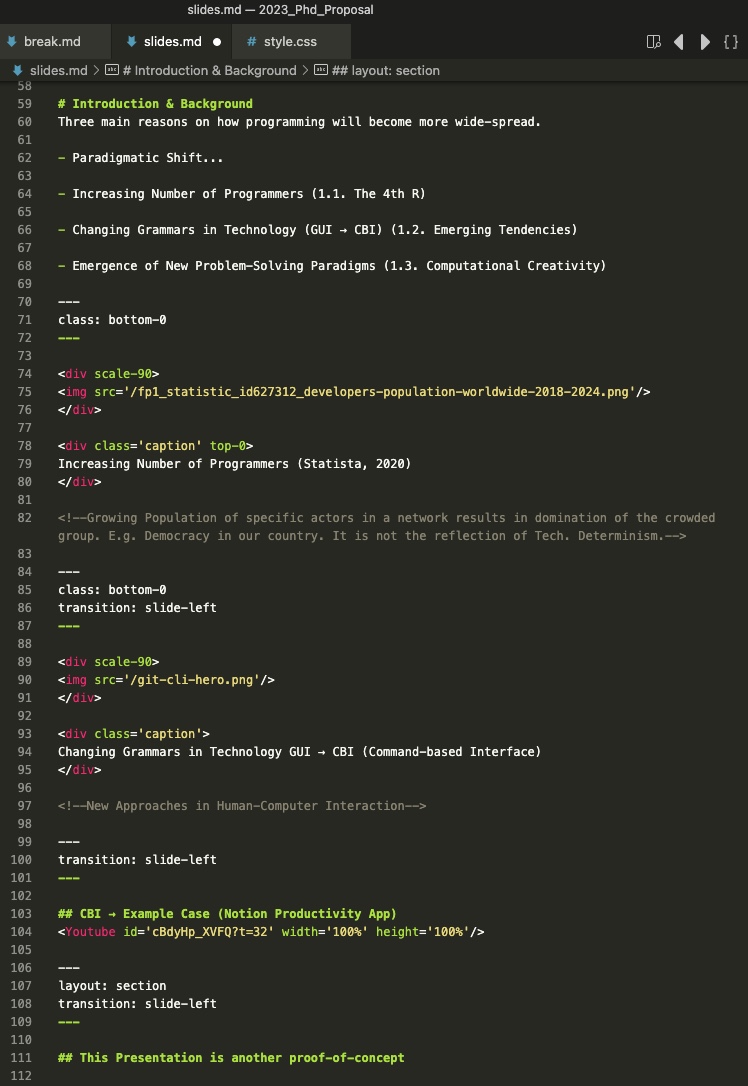 slides.md — 2023_Phd_Proposal
break.md slides.md ● # style.css {}
slides.md > # Introduction & Background > ## layout: section
58
59 # Introduction & Background
60 Three main reasons on how programming will become more wide-spread.
61
62 - Paradigmatic Shift...
63
64 - Increasing Number of Programmers (1.1. The 4th R)
65
66 - Changing Grammars in Technology (GUI → CBI) (1.2. Emerging Tendencies)
67
68 - Emergence of New Problem-Solving Paradigms (1.3. Computational Creativity)
69
70 ---
71 class: bottom-0
72 ---
73
74 <div scale-90>
75 <img src='/fp1_statistic_id627312_developers-population-worldwide-2018-2024.png'/>
76 </div>
77
78 <div class='caption' top-0>
79 Increasing Number of Programmers (Statista, 2020)
80 </div>
81
82 <!--Growing Population of specific actors in a network results in domination of the crowded
group. E.g. Democracy in our country. It is not the reflection of Tech. Determinism.-->
83
84 ---
85 class: bottom-0
86 transition: slide-left
87 ---
88
89 <div scale-90>
90 <img src='/git-cli-hero.png'/>
91 </div>
92
93 <div class='caption'>
94 Changing Grammars in Technology GUI → CBI (Command-based Interface)
95 </div>
96
97 <!--New Approaches in Human-Computer Interaction-->
98
99 ---
100 transition: slide-left
101 ---
102
103 ## CBI → Example Case (Notion Productivity App)
104 <Youtube id='cBdyHp_XVFQ?t=32' width='100%' height='100%'/>
105
106 ---
107 layout: section
108 transition: slide-left
109 ---
110
111 ## This Presentation is another proof-of-concept
112